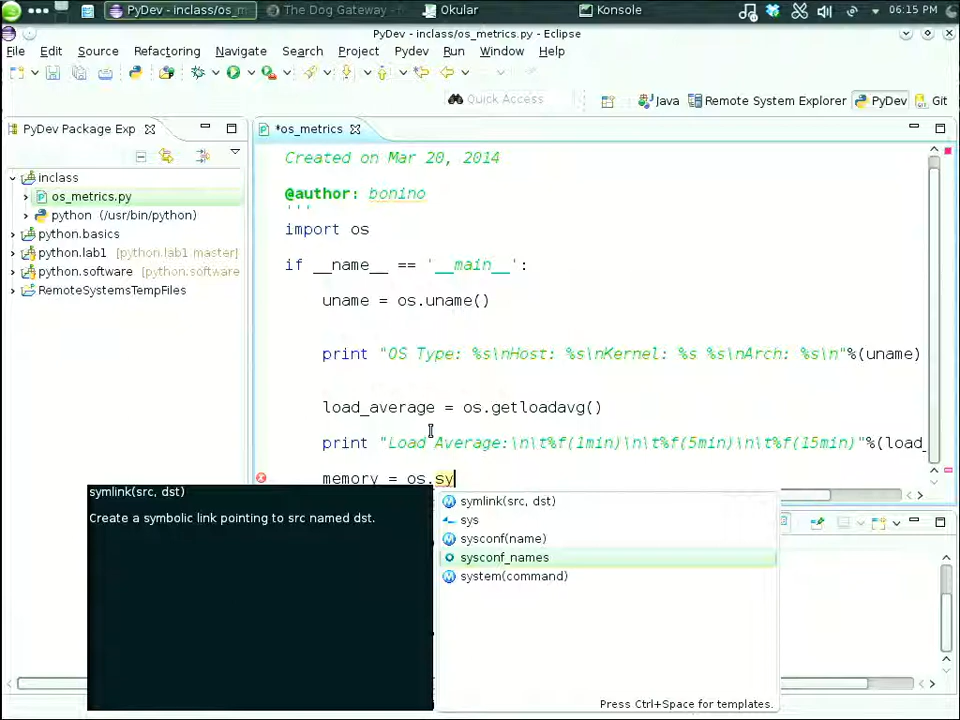 PyDev - inclass/os_m
The Dog Gateway -
Okular
Konsole
06:15 PM
PyDev - inclass/os_metrics.py - Eclipse
File Edit Source Refactoring Navigate Search Project Pydev Run Window Help
Quick Access
Java
Remote System Explorer
PyDev
Git
PyDev Package Exp
*os_metrics
inclass
os_metrics.py
python (/usr/bin/python)
python.basics
python.lab1 [python.lab1 master]
python.software [python.software
RemoteSystemsTempFiles
Created on Mar 20, 2014
@author: bonino
'''
import os
if __name__ == '__main__':
uname = os.uname()
print "OS Type: %s\nHost: %s\nKernel: %s %s\nArch: %s\n"%(uname)
load_average = os.getloadavg()
print "Load Average:\n\t%f(1min)\n\t%f(5min)\n\t%f(15min)"%(load_
memory = os.sy
symlink(src, dst)
Create a symbolic link pointing to src named dst.
symlink(src, dst)
sys
sysconf(name)
sysconf_names
system(command)
Press Ctrl+Space for templates.